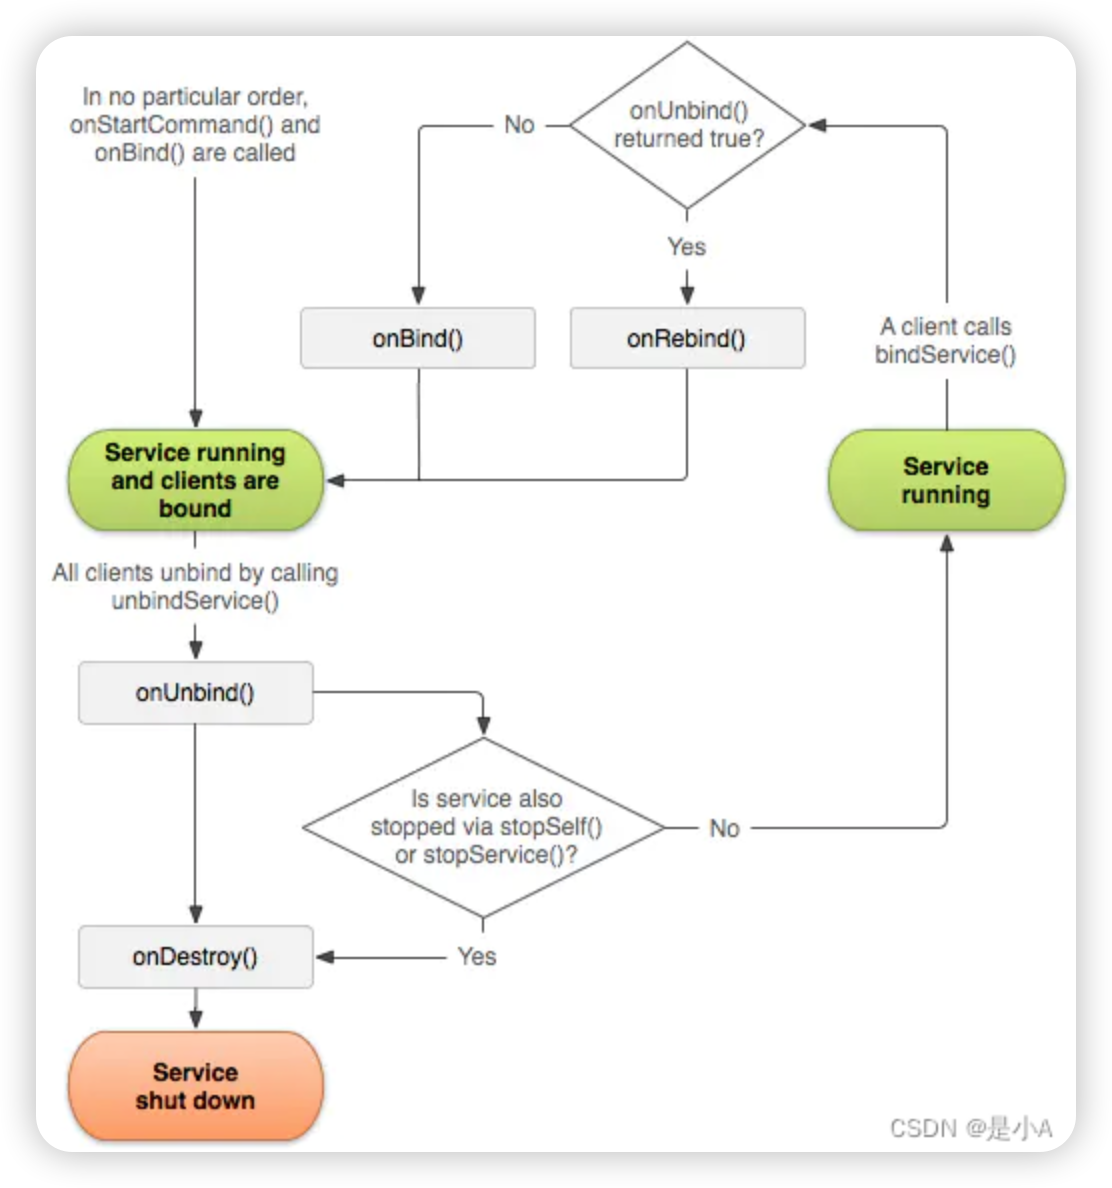 In no particular order,
onStartCommand() and
onBind() are called
onUnbind()
returned true?
No
Yes
onBind()
onRebind()
A client calls
bindService()
Service running
and clients are
bound
Service
running
All clients unbind by calling
unbindService()
onUnbind()
Is service also
stopped via stopSelf()
or stopService()?
No
Yes
onDestroy()
Service
shut down
CSDN @是小A